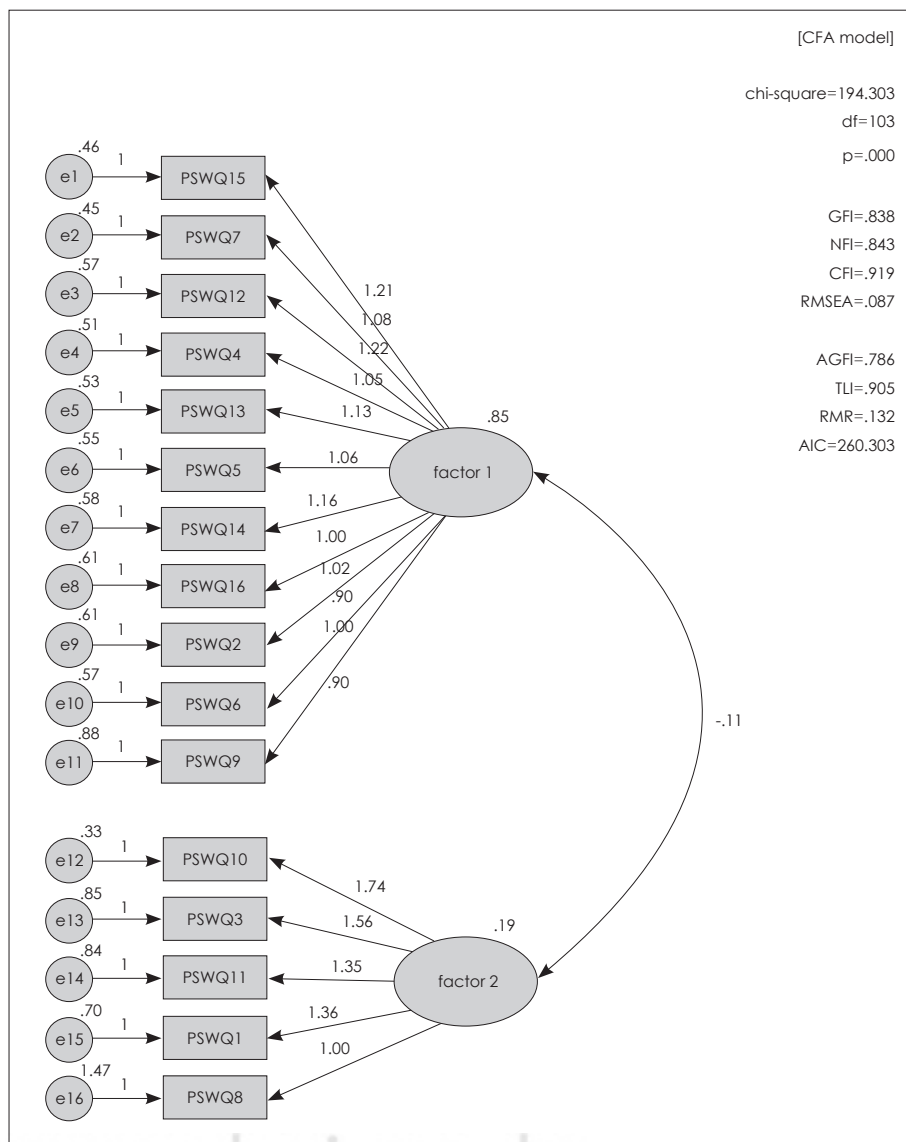 [CFA model]
chi-square=194.303
df=103
p=.000
GFI=.838
NFI=.843
CFI=.919
RMSEA=.087
AGFI=.786
TLI=.905
RMR=.132
AIC=260.303
.46
e1 1 PSWQ15
.45
e2 1 PSWQ7
.57
e3 1 PSWQ12
.51
e4 1 PSWQ4
.53
e5 1 PSWQ13
.55
e6 1 PSWQ5
.58
e7 1 PSWQ14
.61
e8 1 PSWQ16
.61
e9 1 PSWQ2
.57
e10 1 PSWQ6
.88
e11 1 PSWQ9
1.21
1.08
1.22
1.05
1.13
1.06
1.16
1.00
1.02
.90
1.00
.90
.85
factor 1
-.11
.33
e12 1 PSWQ10
.85
e13 1 PSWQ3
.84
e14 1 PSWQ11
.70
e15 1 PSWQ1
1.47
e16 1 PSWQ8
1.74
1.56
1.35
1.36
1.00
.19
factor 2